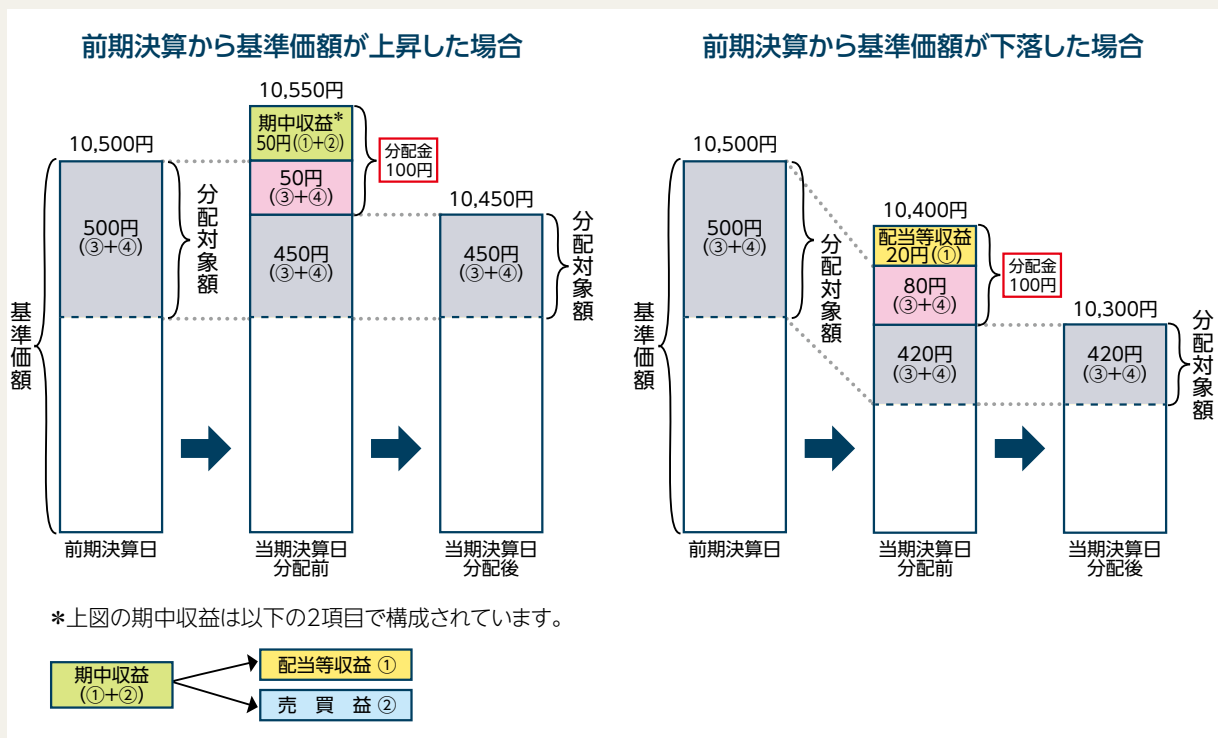 前期決算から基準価額が上昇した場合
10,550円
10,500円
期中収益*
50円(①+②)
分配金
100円
50円
(③+④)
10,450円
500円
(③+④)
分配対象額
450円
(③+④)
450円
(③+④)
分配対象額
基準価額
前期決算日
当期決算日
分配前
当期決算日
分配後
前期決算から基準価額が下落した場合
10,500円
10,400円
500円
(③+④)
分配対象額
配当等収益
20円(①)
分配金
100円
80円
(③+④)
10,300円
420円
(③+④)
420円
(③+④)
分配対象額
基準価額
前期決算日
当期決算日
分配前
当期決算日
分配後
*上図の期中収益は以下の2項目で構成されています。
期中収益
(①+②)
配当等収益 ①
売 買 益 ②